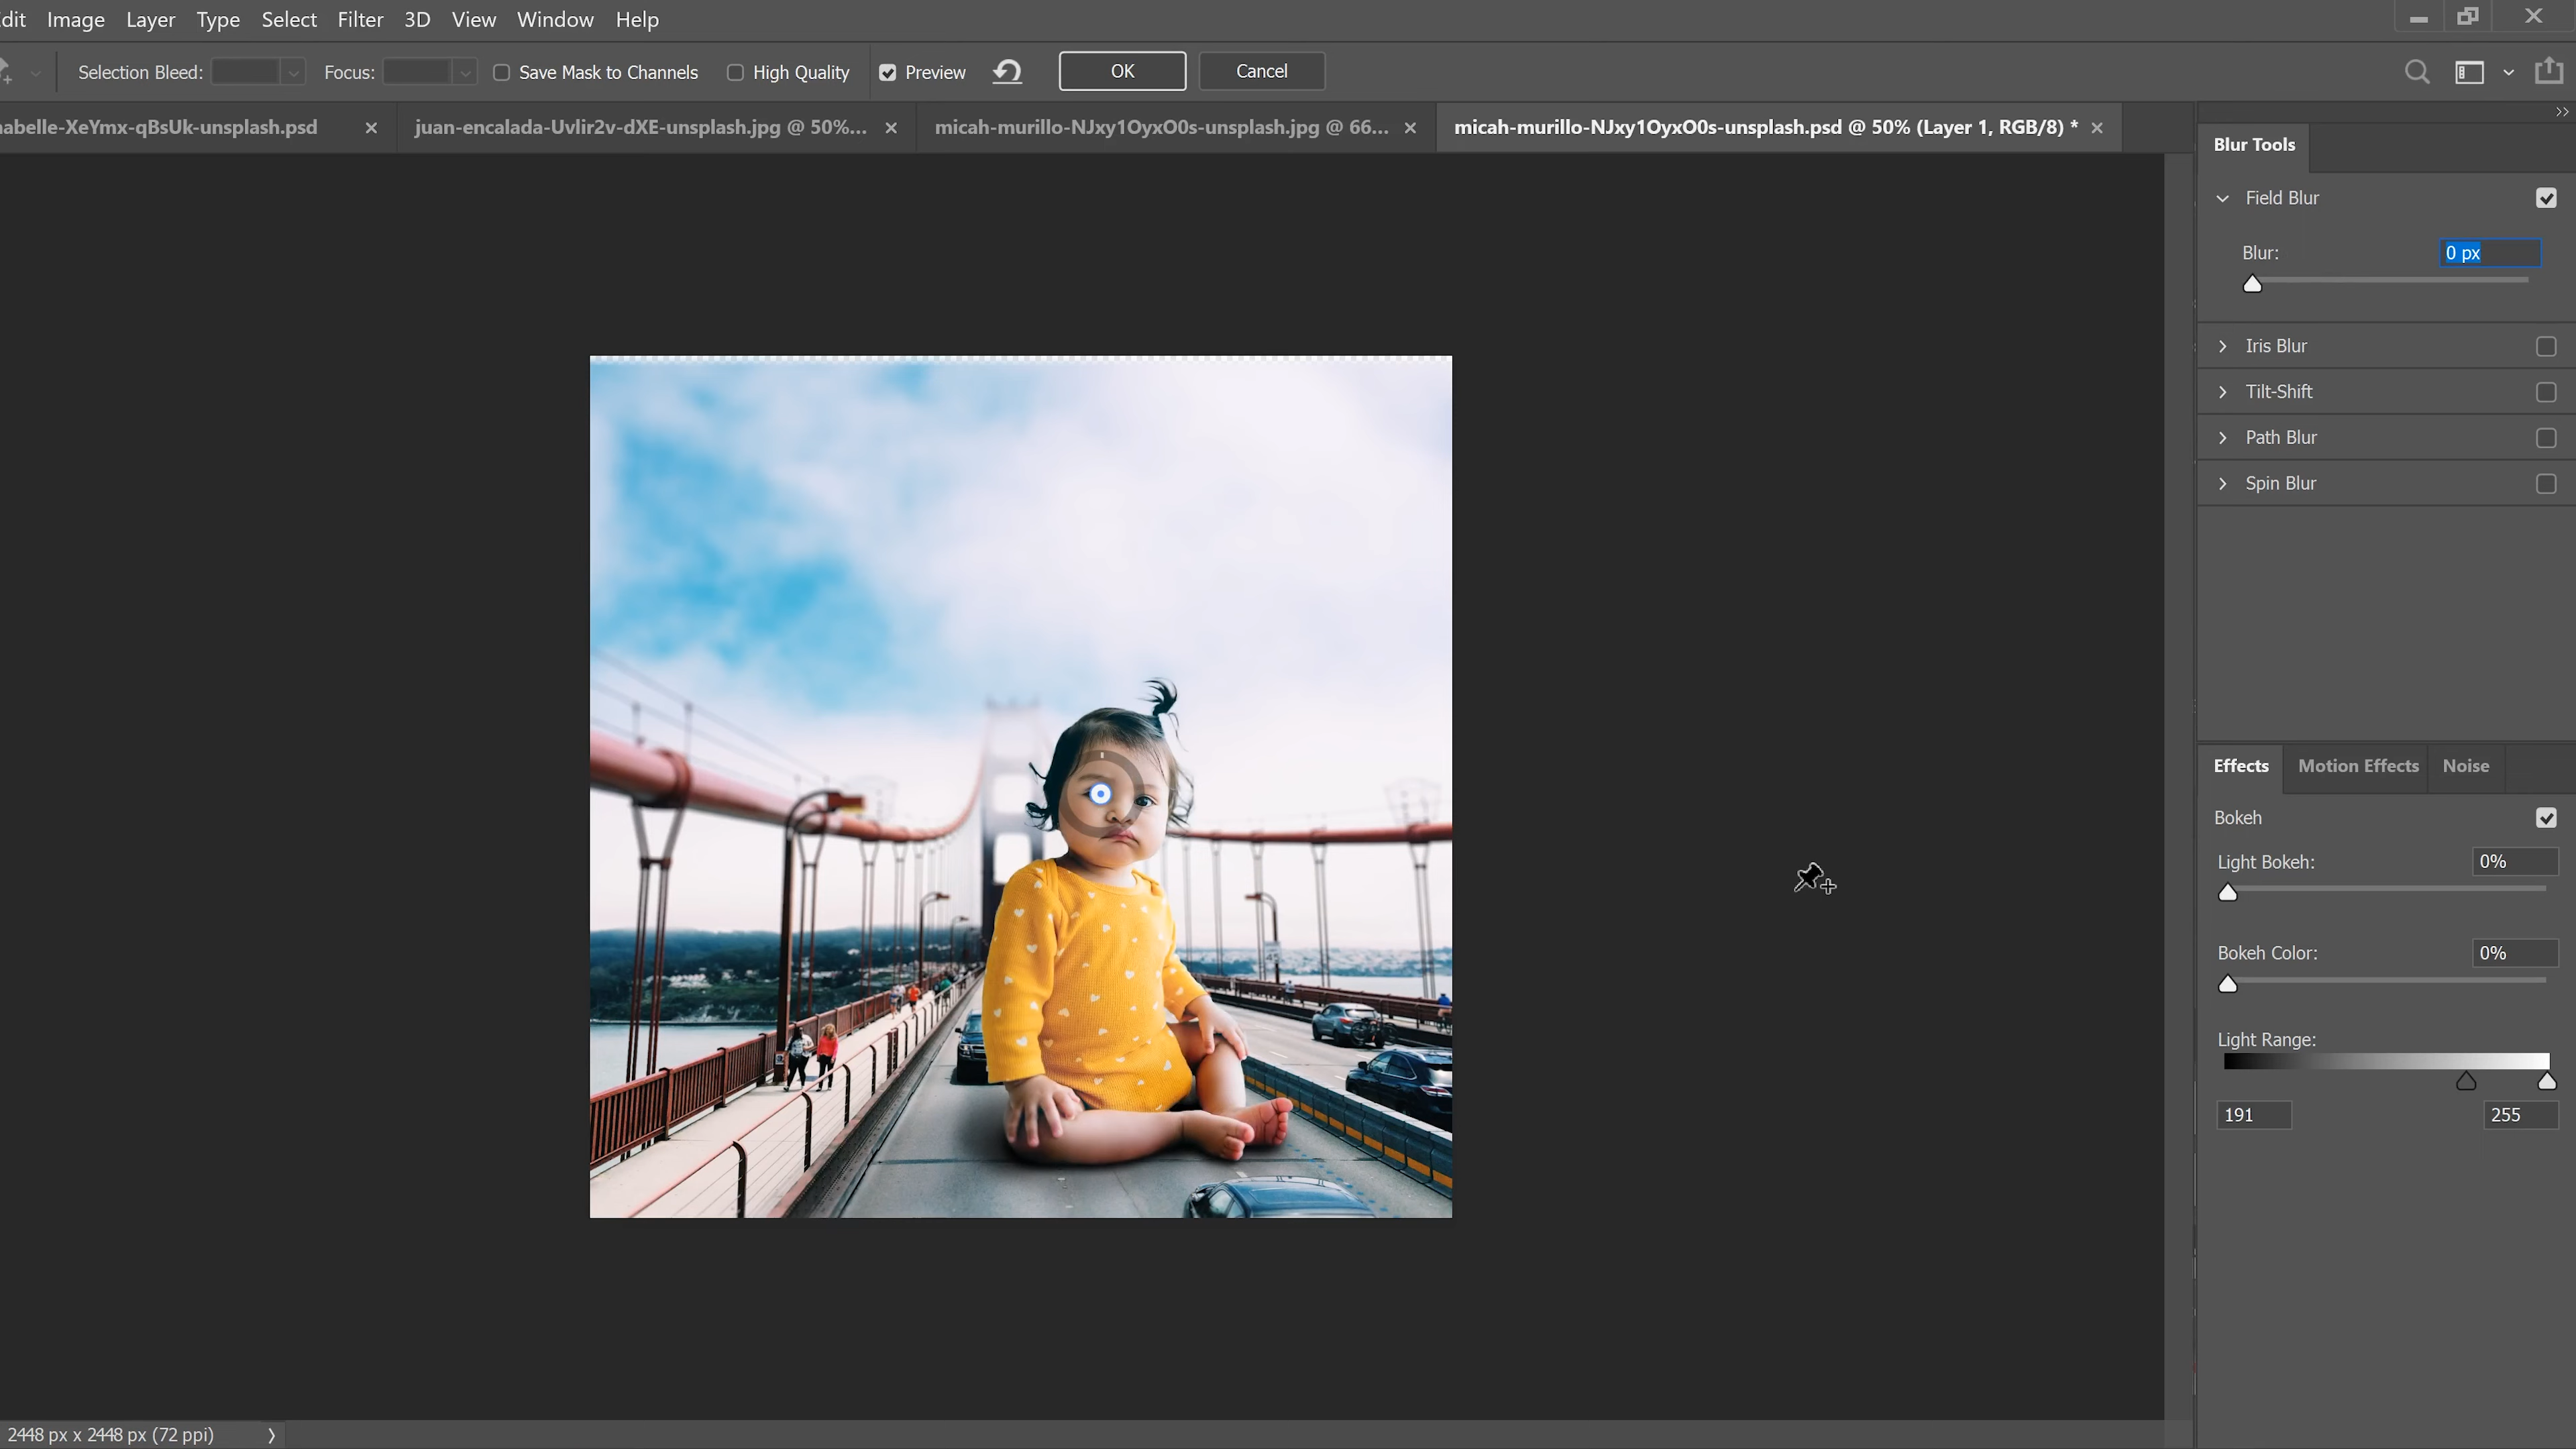 dit Image Layer Type Select Filter 3D View Window Help
Selection Bleed: Focus: Save Mask to Channels High Quality Preview OK Cancel
nabelle-XeYmx-qBsUk-unsplash.psd juan-encalada-Uvlir2v-dXE-unsplash.jpg @ 50%... micah-murillo-NJxy1OyxO0s-unsplash.jpg @ 66... micah-murillo-NJxy1OyxO0s-unsplash.psd @ 50% (Layer 1, RGB/8) *
Blur Tools
Field Blur
Blur: 0 px
Iris Blur
Tilt-Shift
Path Blur
Spin Blur
Effects Motion Effects Noise
Bokeh
Light Bokeh: 0%
Bokeh Color: 0%
Light Range:
191 255
2448 px x 2448 px (72 ppi)